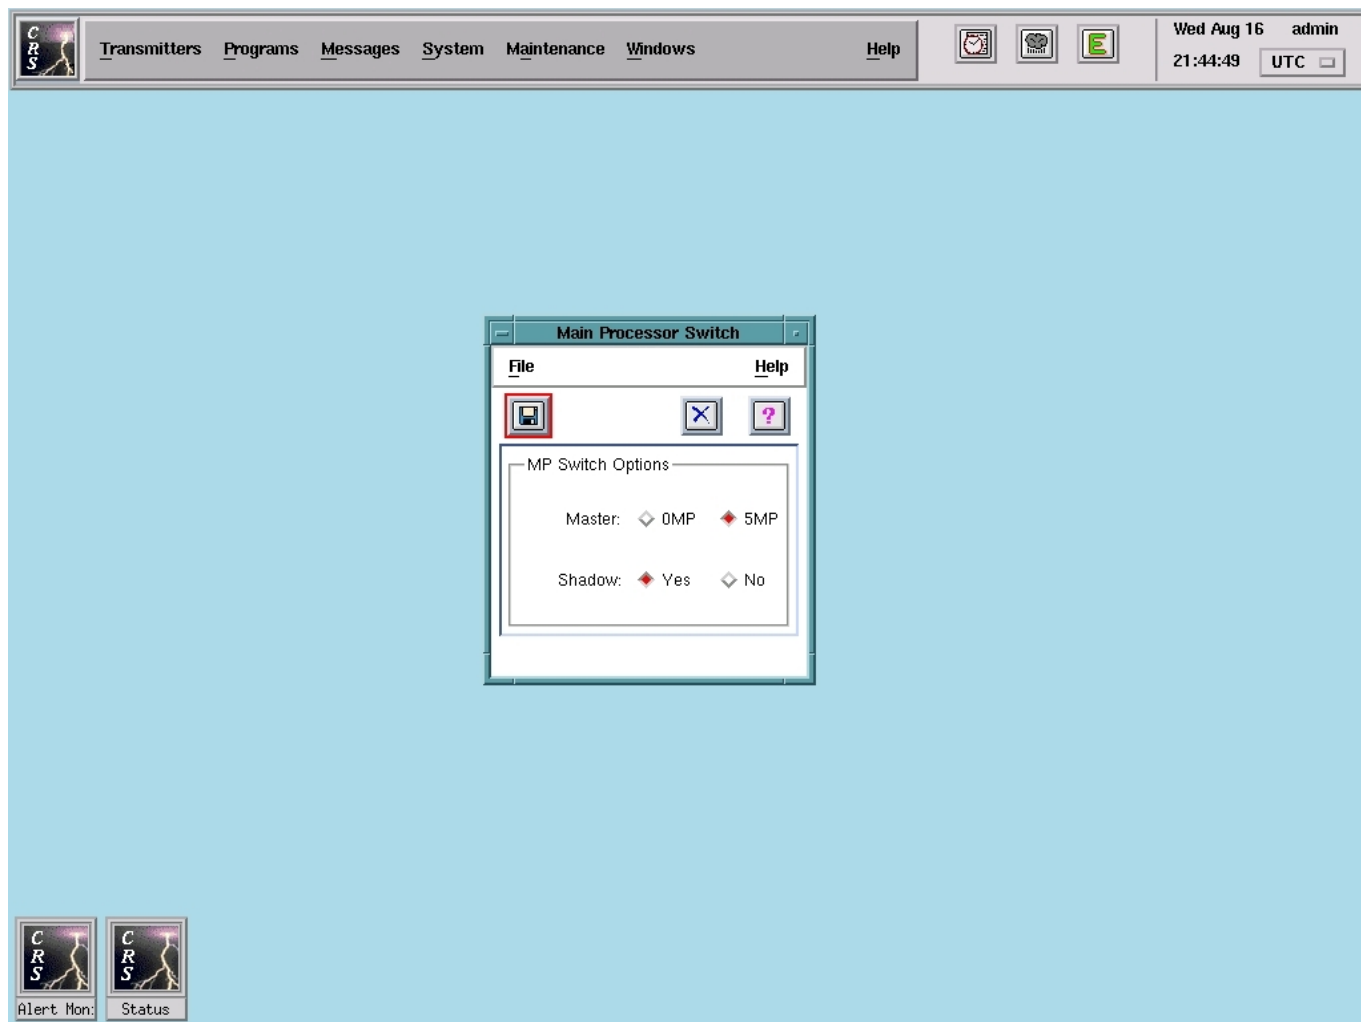 CRS
Transmitters Programs Messages System Maintenance Windows Help
E
Wed Aug 16 admin
21:44:49 UTC
Main Processor Switch
File Help
?
MP Switch Options
Master: 0MP 5MP
Shadow: Yes No
CRS CRS
Alert Mon: Status